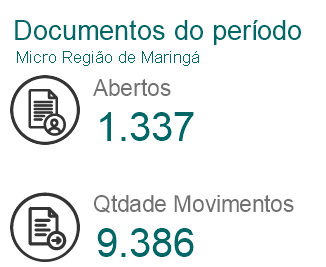 Documentos do período
Micro Região de Maringá
Abertos
1.337
Qtdade Movimentos
9.386